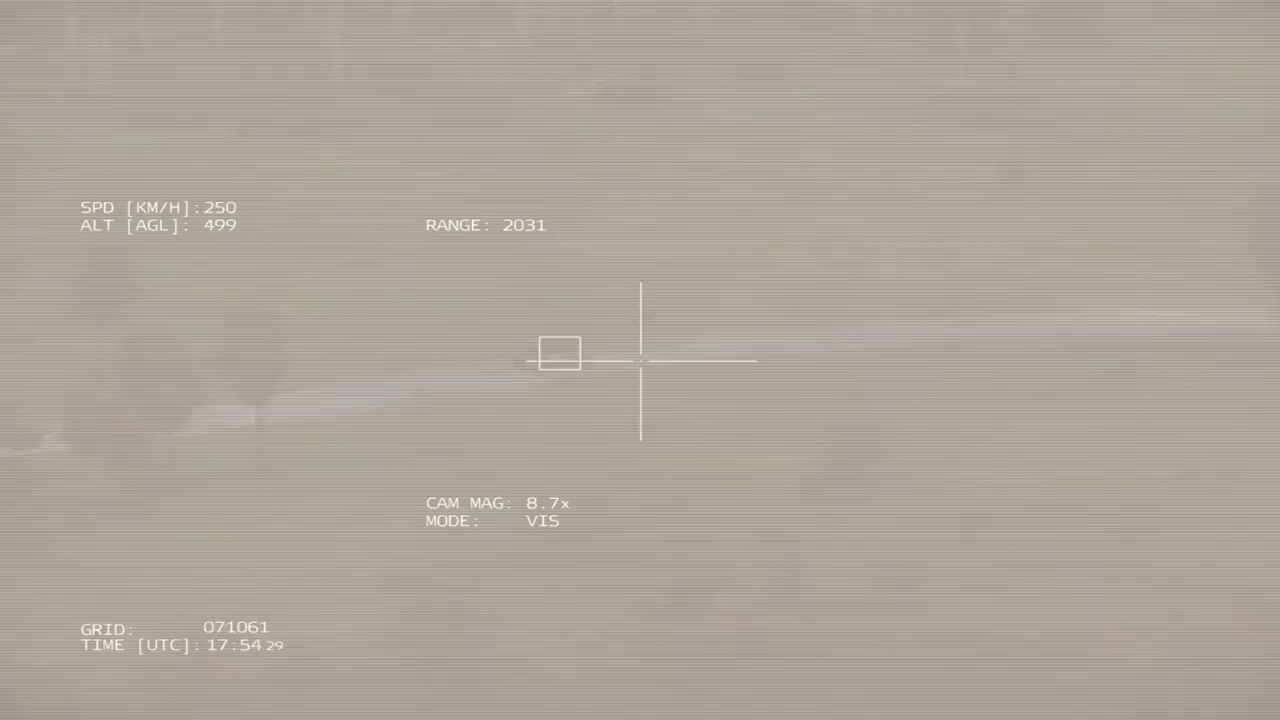 SPD [KM/H]: 250
ALT [AGL]: 499
RANGE: 2031
CAM MAG: 8.7x
MODE: VIS
GRID: 071061
TIME [UTC]: 17:54 29